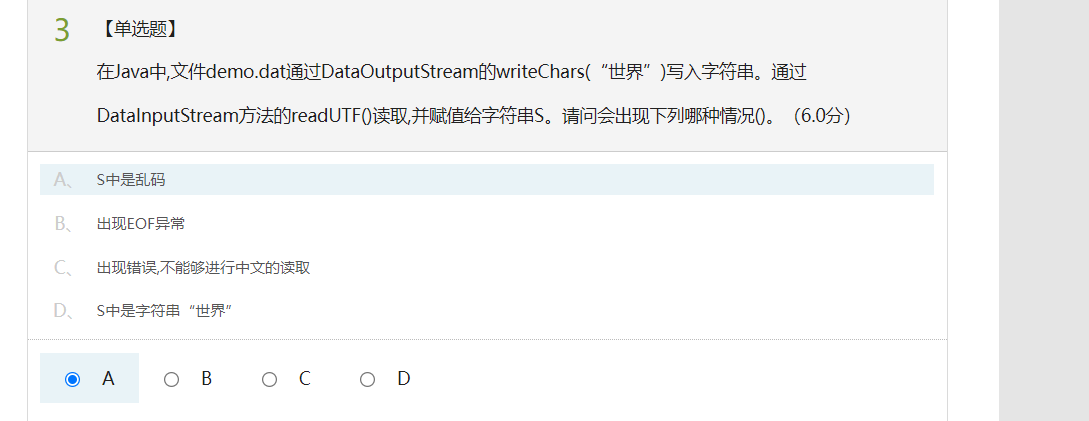 3 【单选题】
在Java中,文件demo.dat通过DataOutputStream的writeChars(“世界”)写入字符串。通过
DataInputStream方法的readUTF()读取,并赋值给字符串S。请问会出现下列哪种情况()。（6.0分）
A、 S中是乱码
B、 出现EOF异常
C、 出现错误,不能够进行中文的读取
D、 S中是字符串“世界”
A B C D